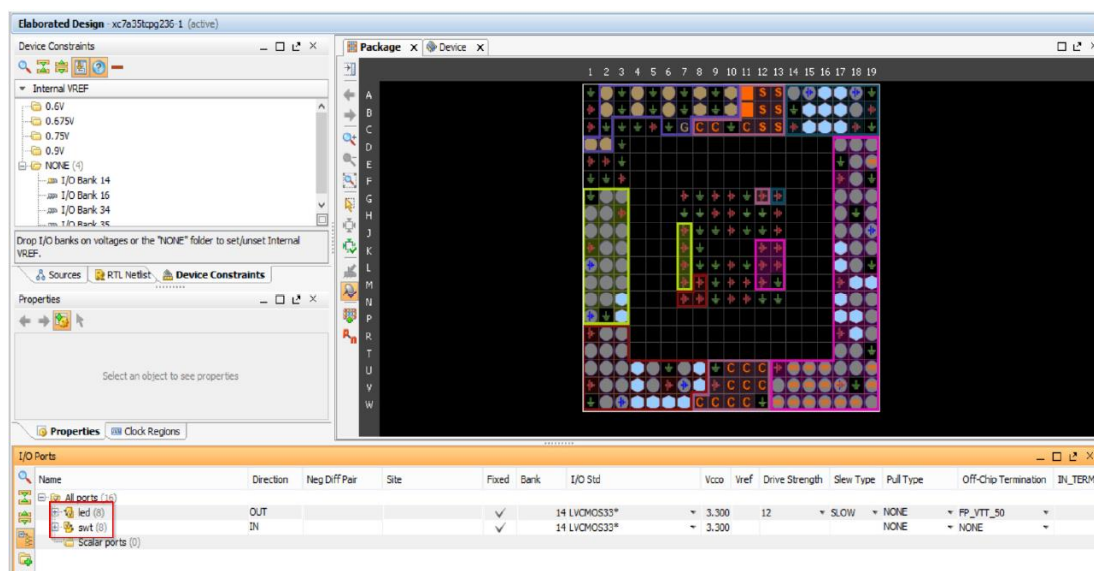 Elaborated Design - xc7a35tcpg236-1 (active)
Device Constraints
Internal VREF
0.6V
0.675V
0.75V
0.9V
NONE (4)
I/O Bank 14
I/O Bank 16
I/O Bank 34
I/O Bank 35
Drop I/O banks on voltages or the "NONE" folder to set/unset Internal
VREF.
Sources RTL Netlist Device Constraints
Properties
Select an object to see properties
Properties Clock Regions
Package Device
1 2 3 4 5 6 7 8 9 10 11 12 13 14 15 16 17 18 19
A
B
C
D
E
F
G
H
J
K
L
M
N
P
R
T
U
V
W
I/O Ports
Name Direction Neg Diff Pair Site Fixed Bank I/O Std Vcco Vref Drive Strength Slew Type Pull Type Off-Chip Termination IN_TERM
All ports (16)
led (8) OUT 14 LVCMOS33* 3.300 12 SLOW NONE FP_VTT_50
swt (8) IN 14 LVCMOS33* 3.300 NONE NONE
Scalar ports (0)